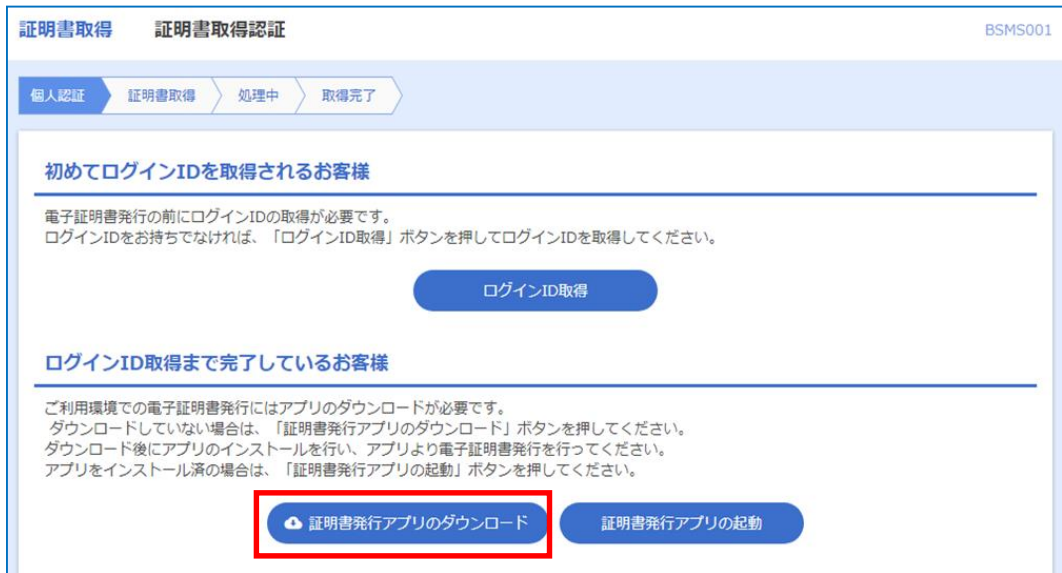 証明書取得 証明書取得認証 BSMS001
個人認証 証明書取得 処理中 取得完了
初めてログインIDを取得されるお客様
電子証明書発行の前にログインIDの取得が必要です。
ログインIDをお持ちでなければ、「ログインID取得」ボタンを押してログインIDを取得してください。
ログインID取得
ログインID取得まで完了しているお客様
ご利用環境での電子証明書発行にはアプリのダウンロードが必要です。
ダウンロードしていない場合は、「証明書発行アプリのダウンロード」ボタンを押してください。
ダウンロード後にアプリのインストールを行い、アプリより電子証明書発行を行ってください。
アプリをインストール済の場合は、「証明書発行アプリの起動」ボタンを押してください。
証明書発行アプリのダウンロード 証明書発行アプリの起動